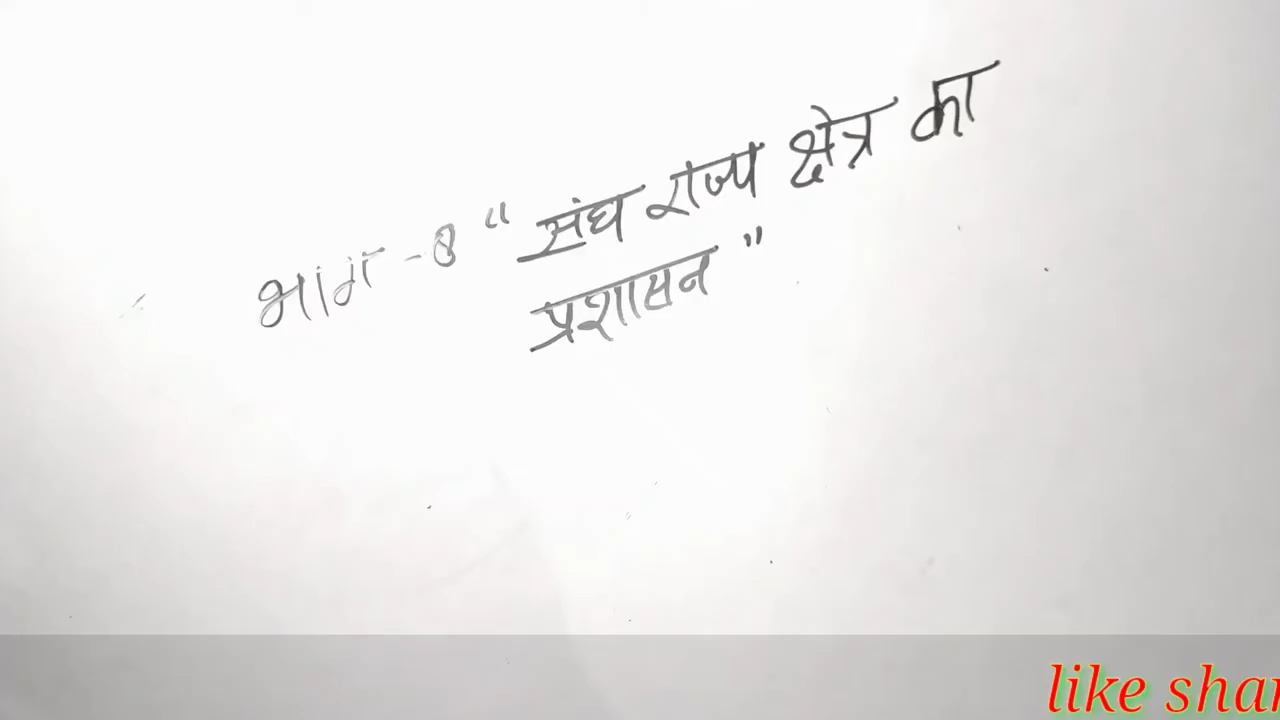 भाग - 8 “ संघ राज्य क्षेत्र का
प्रशासन ”
like shar